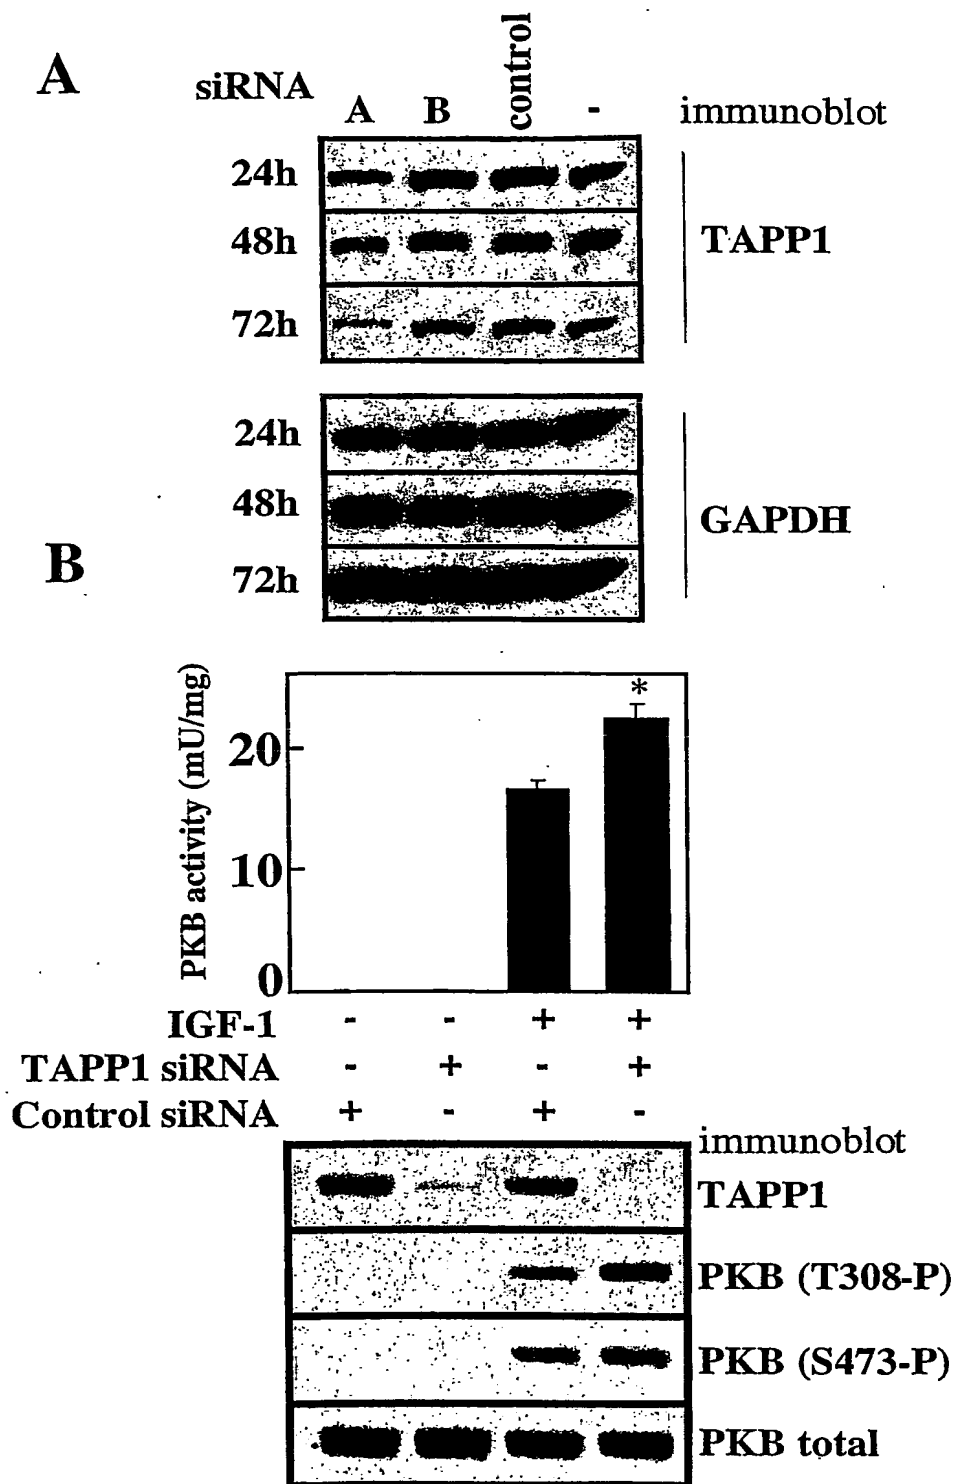 A
siRNA A B control - immunoblot
24h
48h TAPP1
72h
24h
48h GAPDH
B
72h
PKB activity (mU/mg)
*
20
10
0
IGF-1 - - + +
TAPP1 siRNA - + - +
Control siRNA + - + -
immunoblot
TAPP1
PKB (T308-P)
PKB (S473-P)
PKB total